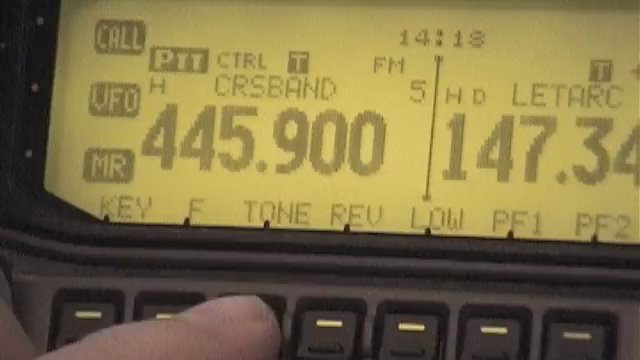 CALL 14:18
PTT CTRL T FM T
VFO H CRSBAND 5 H D LETARC
MR 445.900 147.34
KEY F TONE REV LOW PF1 PF2